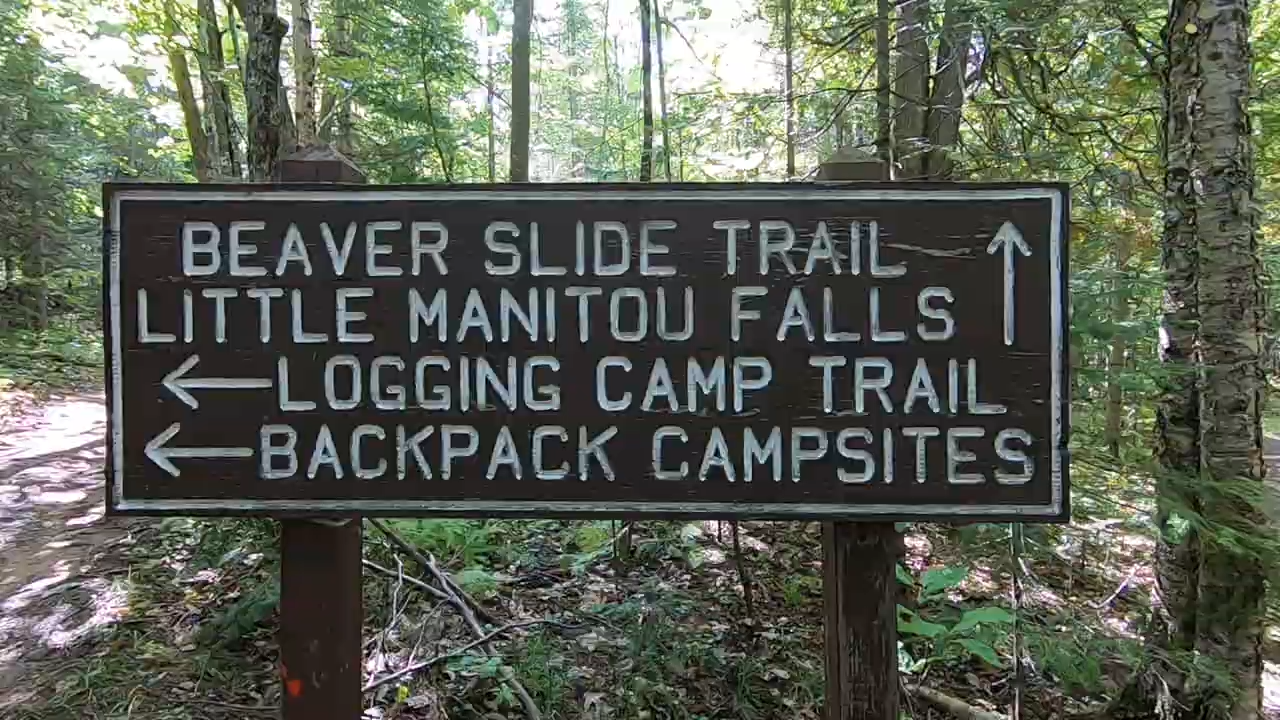 BEAVER SLIDE TRAIL ↑
LITTLE MANITOU FALLS
← LOGGING CAMP TRAIL
← BACKPACK CAMPSITES